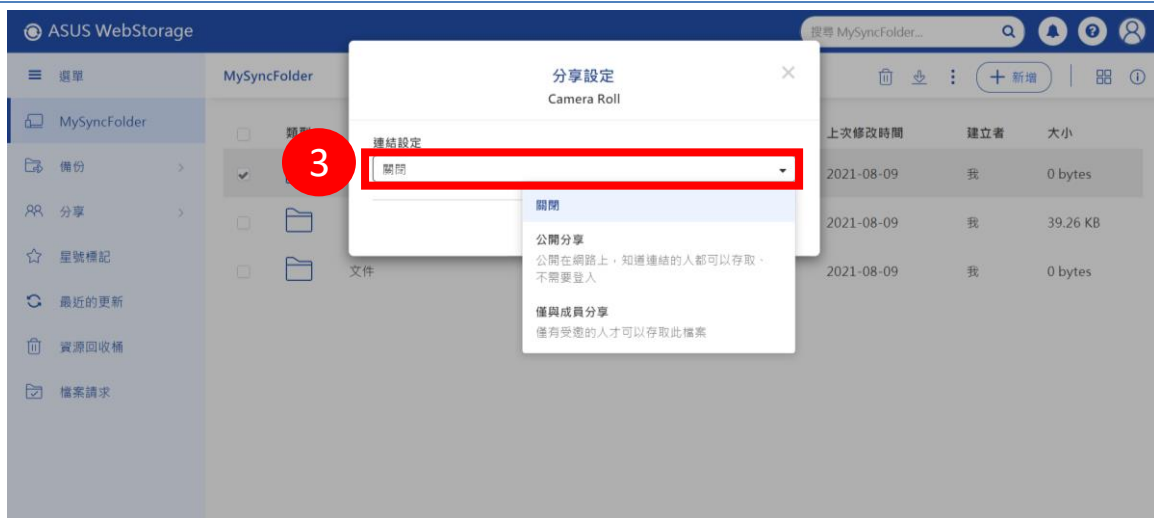 ASUS WebStorage
搜尋 MySyncFolder...
選單
MySyncFolder
備份
分享
星號標記
最近的更新
資源回收桶
檔案請求
MySyncFolder
+ 新增
上次修改時間 建立者 大小
2021-08-09 我 0 bytes
2021-08-09 我 39.26 KB
文件 2021-08-09 我 0 bytes
分享設定
Camera Roll
連結設定
3
關閉
關閉
公開分享
公開在網路上，知道連結的人都可以存取，
不需要登入
僅與成員分享
僅有受邀的人才可以存取此檔案